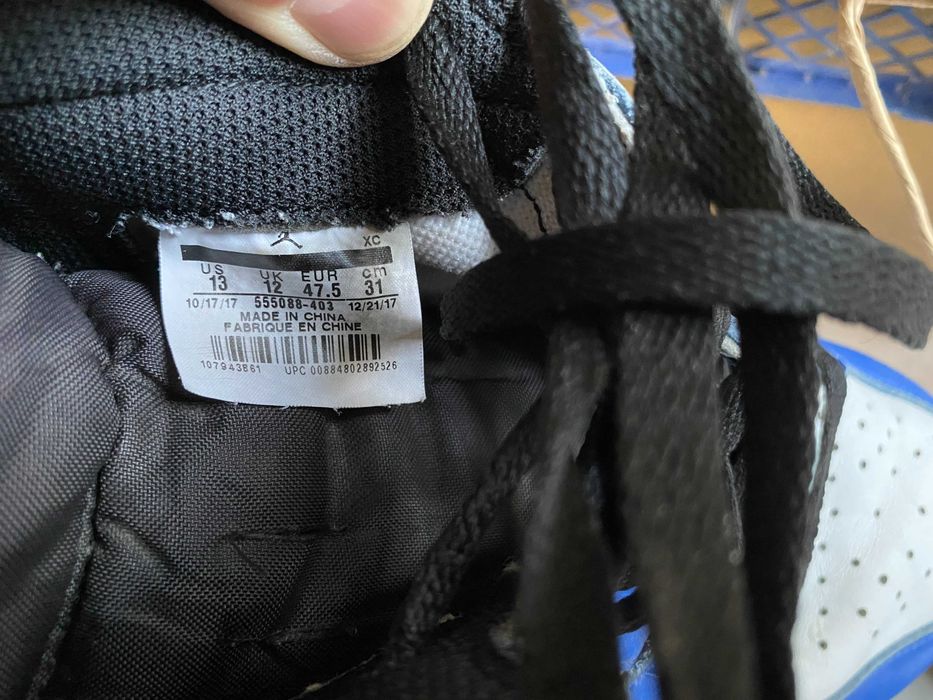 XC
US UK EUR cm
13 12 47.5 31
10/17/17 555088-403 12/21/17
MADE IN CHINA
FABRIQUE EN CHINE
107943861 UPC 00884802892526